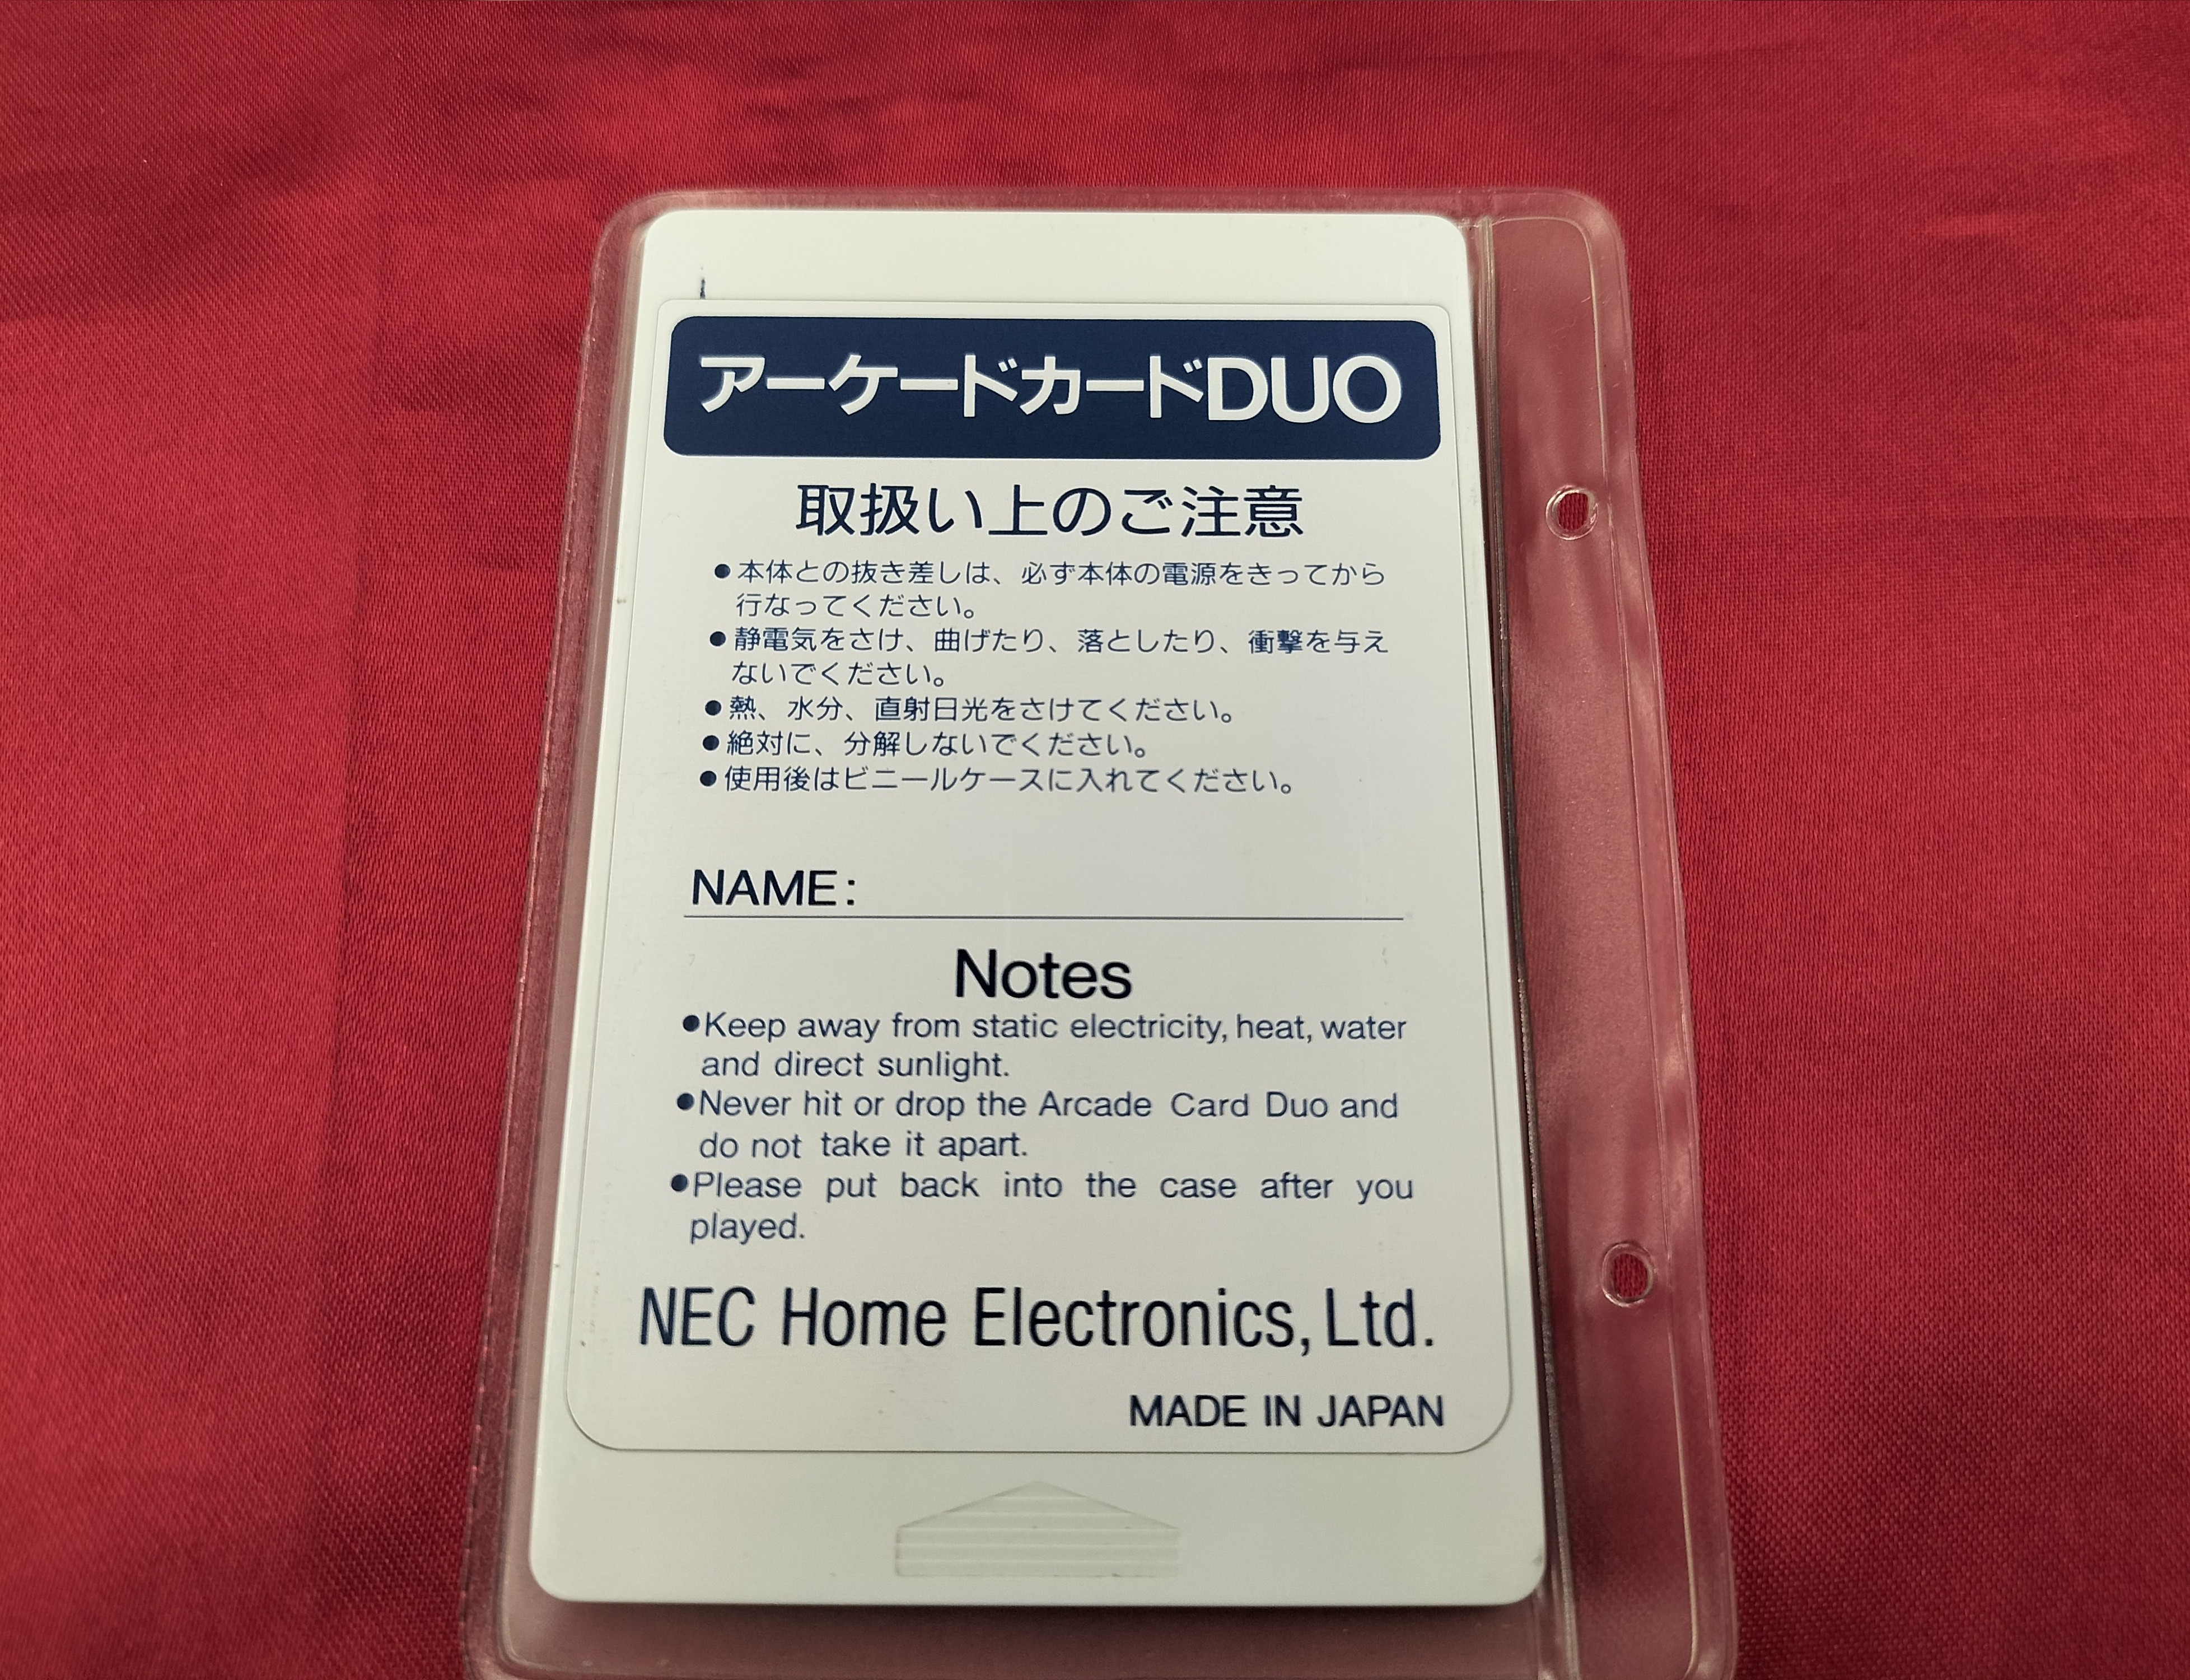 アーケードカードDUO
取扱い上のご注意
●本体との抜き差しは、必ず本体の電源をきってから
行なってください。
●静電気をさけ、曲げたり、落としたり、衝撃を与え
ないでください。
●熱、水分、直射日光をさけてください。
●絶対に、分解しないでください。
●使用後はビニールケースに入れてください。
NAME:
Notes
●Keep away from static electricity, heat, water
and direct sunlight.
●Never hit or drop the Arcade Card Duo and
do not take it apart.
●Please put back into the case after you
played.
NEC Home Electronics, Ltd.
MADE IN JAPAN